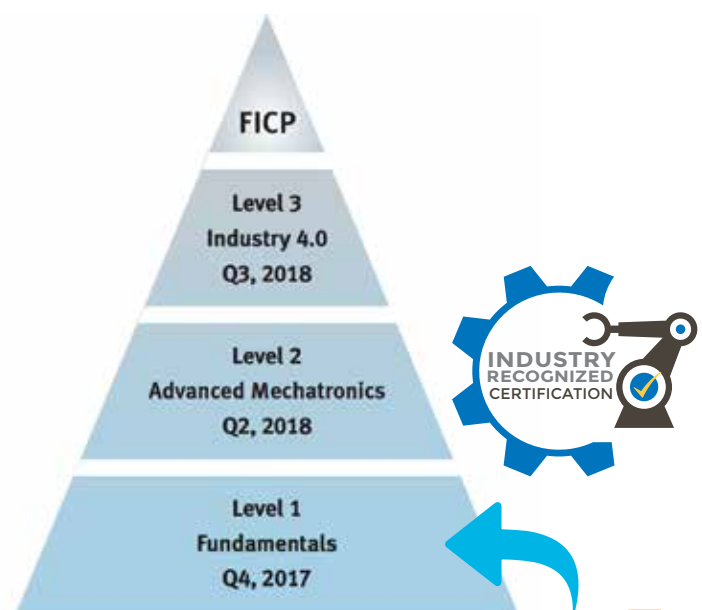 FICP
Level 3
Industry 4.0
Q3, 2018
Level 2
Advanced Mechatronics
Q2, 2018
Level 1
Fundamentals
Q4, 2017
INDUSTRY
RECOGNIZED
CERTIFICATION